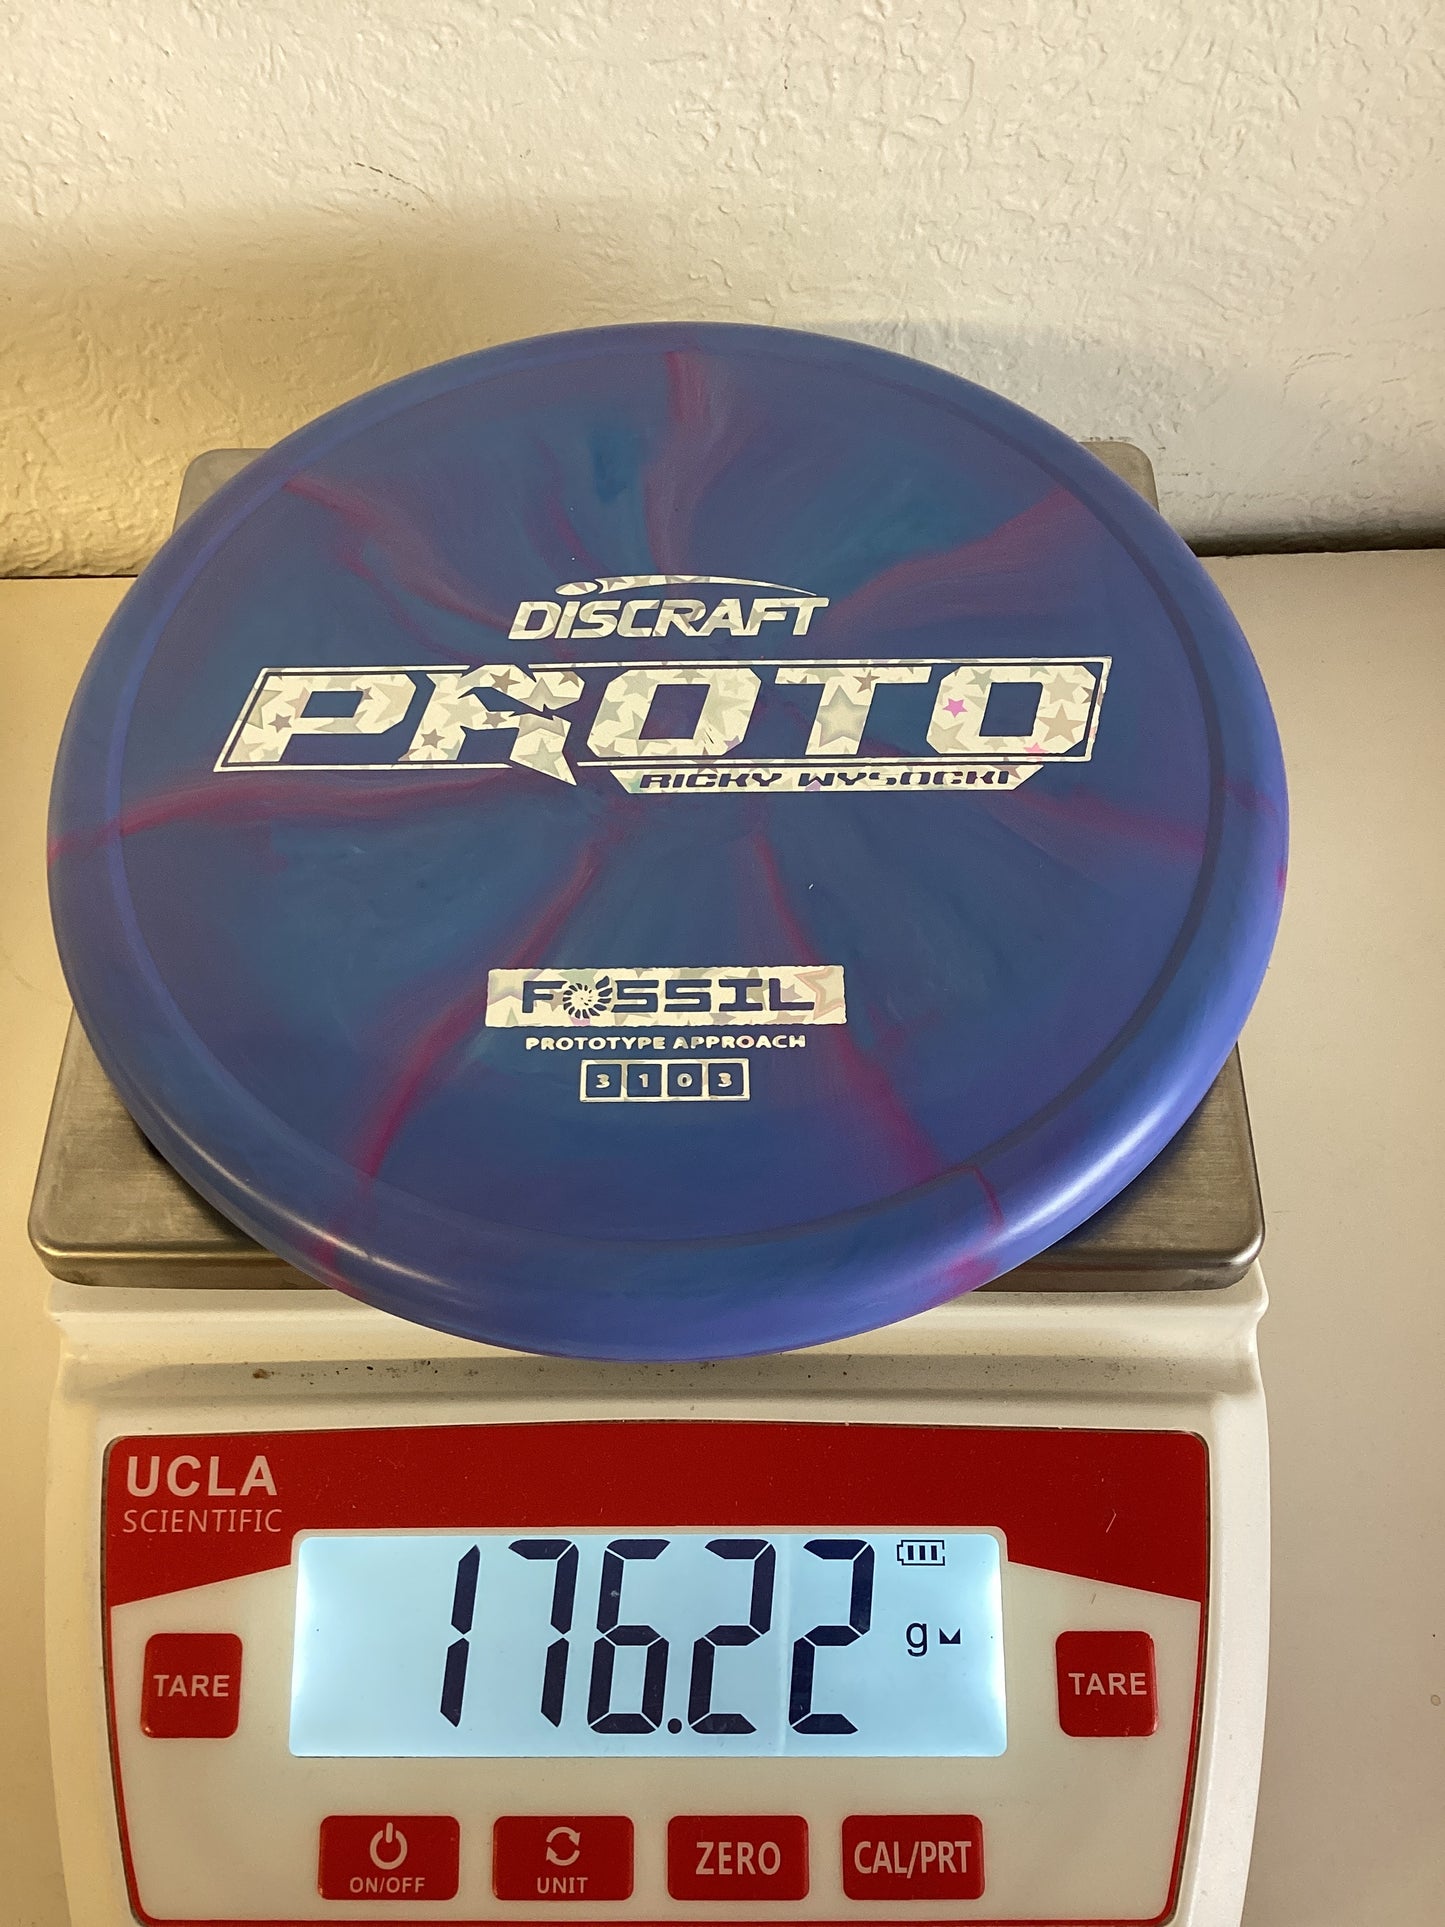 DISCRAFT
PROTO
RICKY WYSOCKI
FOSSIL
PROTOTYPE APPROACH
3 1 0 3
UCLA
SCIENTIFIC
176.22 g
TARE
TARE
ON/OFF
UNIT
ZERO
CAL/PRT